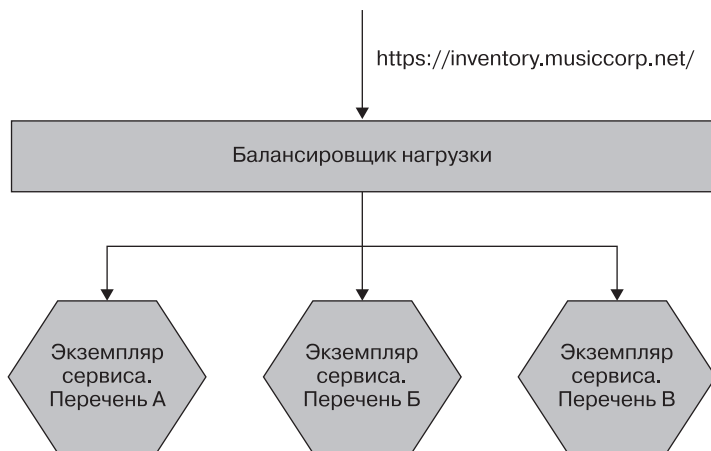 https://inventory.musiccorp.net/
Балансировщик нагрузки
Экземпляр
сервиса.
Перечень А
Экземпляр
сервиса.
Перечень Б
Экземпляр
сервиса.
Перечень В